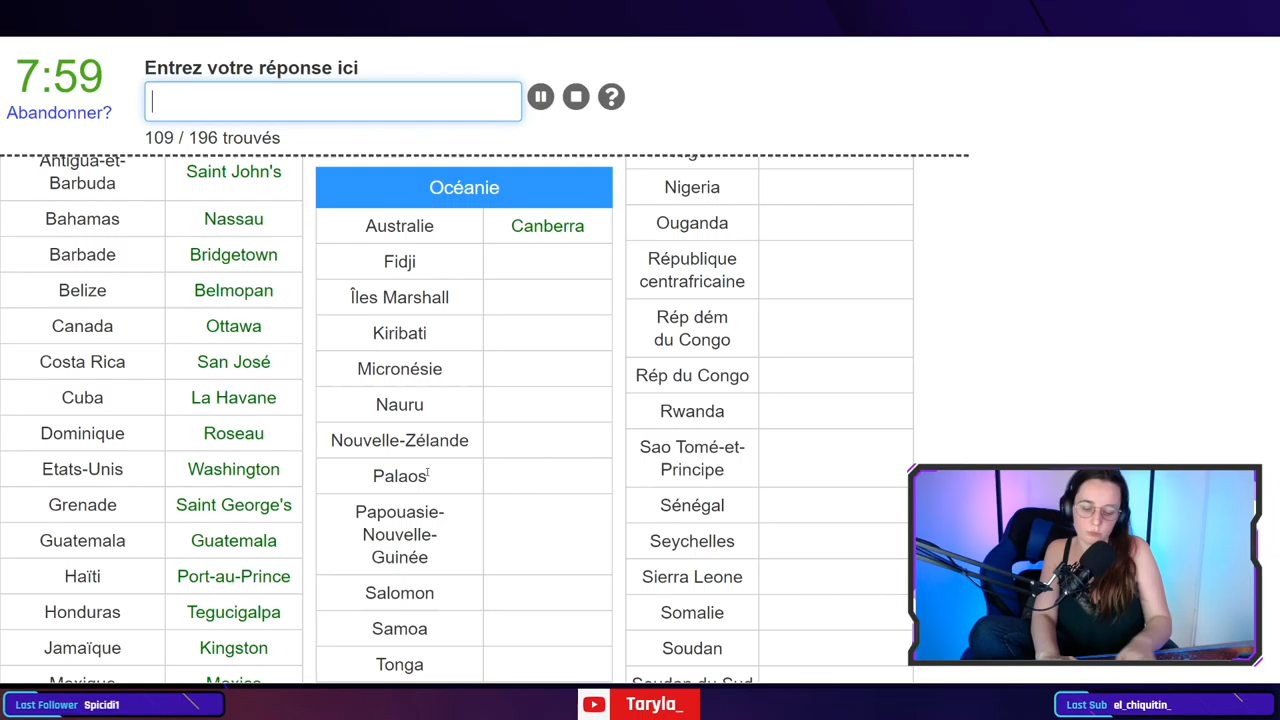 7:59
Abandonner?
Entrez votre réponse ici
109 / 196 trouvés
Antigua-et-
Barbuda
Saint John's
Bahamas
Nassau
Barbade
Bridgetown
Belize
Belmopan
Canada
Ottawa
Costa Rica
San José
Cuba
La Havane
Dominique
Roseau
Etats-Unis
Washington
Grenade
Saint George's
Guatemala
Guatemala
Haïti
Port-au-Prince
Honduras
Tegucigalpa
Jamaïque
Kingston
Mexique
Mexico
Océanie
Australie
Canberra
Fidji
Îles Marshall
Kiribati
Micronésie
Nauru
Nouvelle-Zélande
Palaos
Papouasie-
Nouvelle-
Guinée
Salomon
Samoa
Tonga
Nigeria
Ouganda
République
centrafricaine
Rép dém
du Congo
Rép du Congo
Rwanda
Sao Tomé-et-
Principe
Sénégal
Seychelles
Sierra Leone
Somalie
Soudan
Soudan du Sud
Last Follower Spicidi1
Taryla_
Last Sub el_chiquitin_